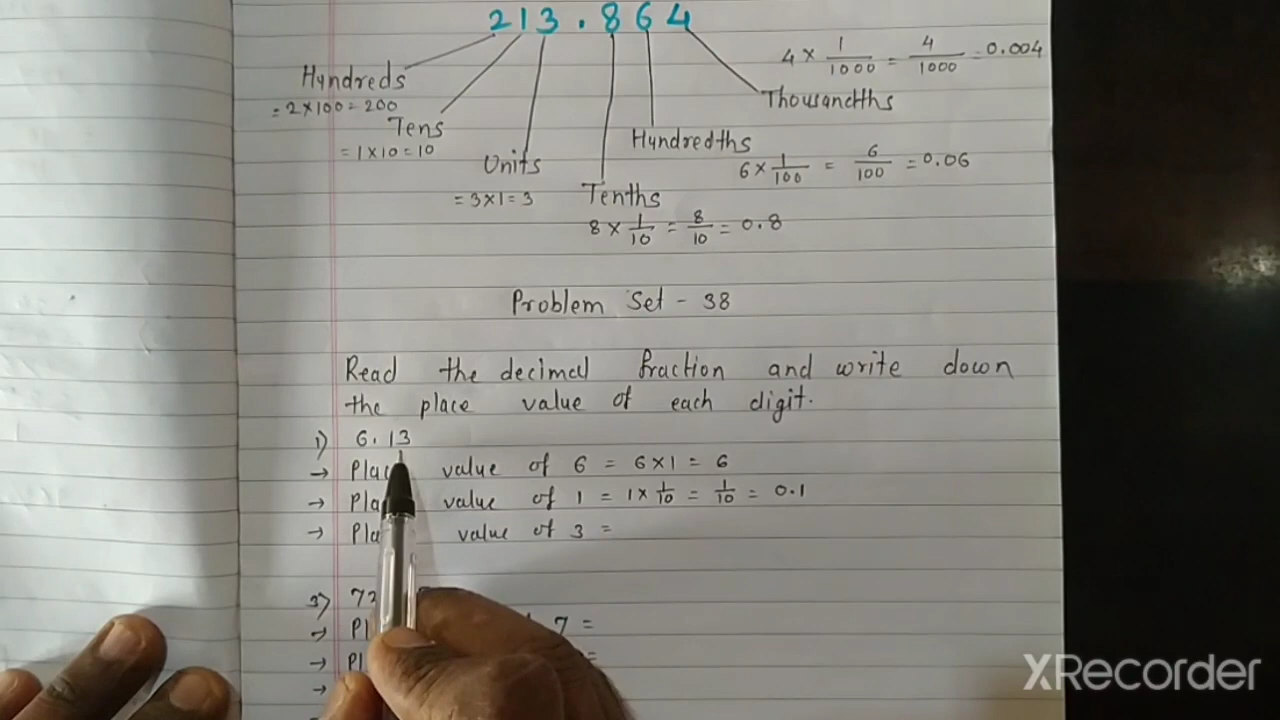 213.864
Hundreds
= 2 × 100 = 200
Tens
= 1 × 10 = 10
Units
= 3 × 1 = 3
Tenths
8 × 1/10 = 8/10 = 0.8
Hundredths
6 × 1/100 = 6/100 = 0.06
4 × 1/1000 = 4/1000 = 0.004
Thousandths
Problem Set - 38
Read the decimal fraction and write down
the place value of each digit.
1) 6.13
→ value of 6 = 6×1 = 6
→ value of 1 = 1 × 1/10 = 1/10 = 0.1
→ value of 3 =
3) 72
→ 7 =
→ =
→
XRecorder